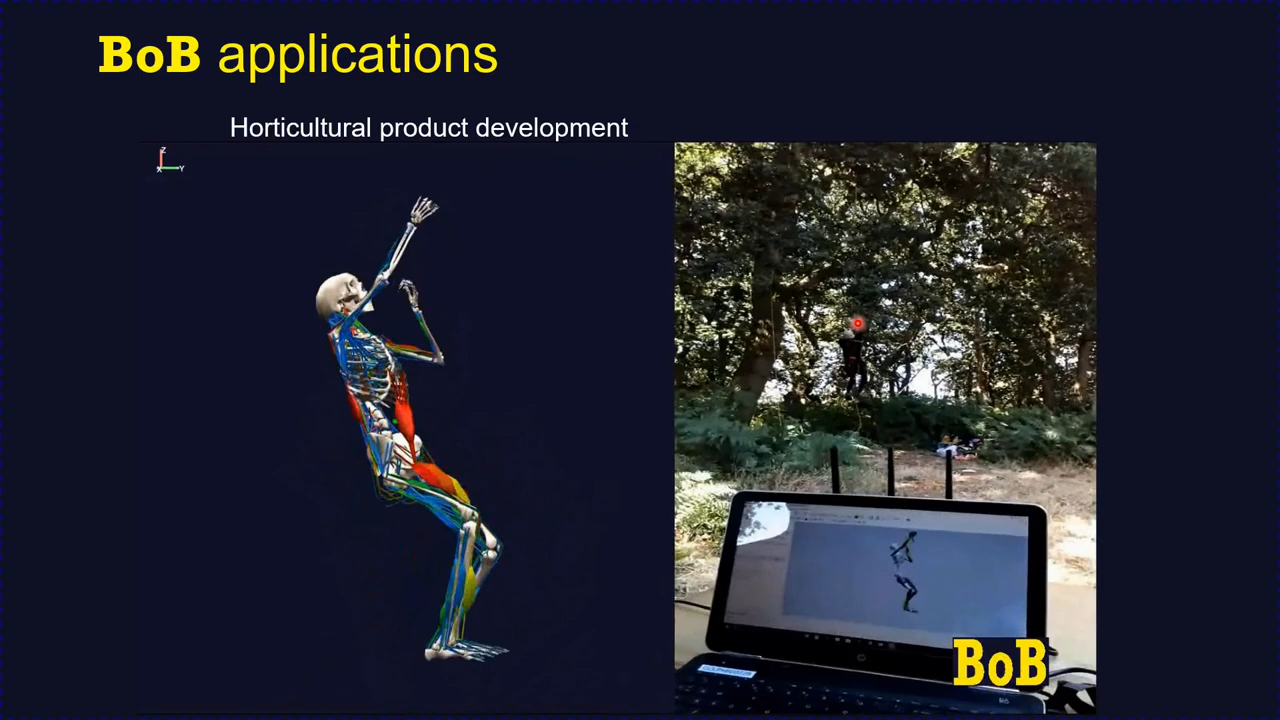 BoB applications
Horticultural product development
Z
X Y
BoB